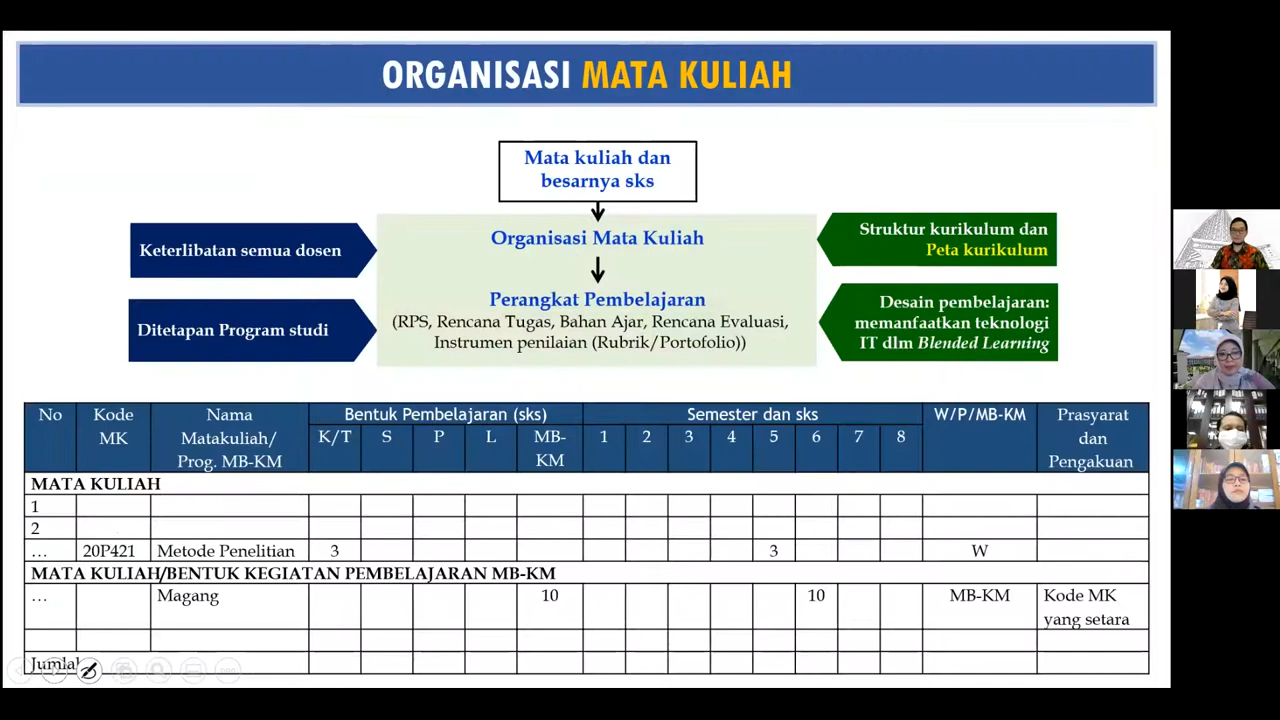 ORGANISASI MATA KULIAH
Mata kuliah dan
besarnya sks
Keterlibatan semua dosen
Ditetapan Program studi
Organisasi Mata Kuliah
Perangkat Pembelajaran
(RPS, Rencana Tugas, Bahan Ajar, Rencana Evaluasi,
Instrumen penilaian (Rubrik/Portofolio))
Struktur kurikulum dan
Peta kurikulum
Desain pembelajaran:
memanfaatkan teknologi
IT dlm Blended Learning
No Kode MK Nama Matakuliah/ Prog. MB-KM Bentuk Pembelajaran (sks) Semester dan sks W/P/MB-KM Prasyarat dan Pengakuan
K/T S P L MB-KM 1 2 3 4 5 6 7 8
MATA KULIAH
1
2
... 20P421 Metode Penelitian 3 3 W
MATA KULIAH/BENTUK KEGIATAN PEMBELAJARAN MB-KM
... Magang 10 10 MB-KM Kode MK
yang setara
Jumlah